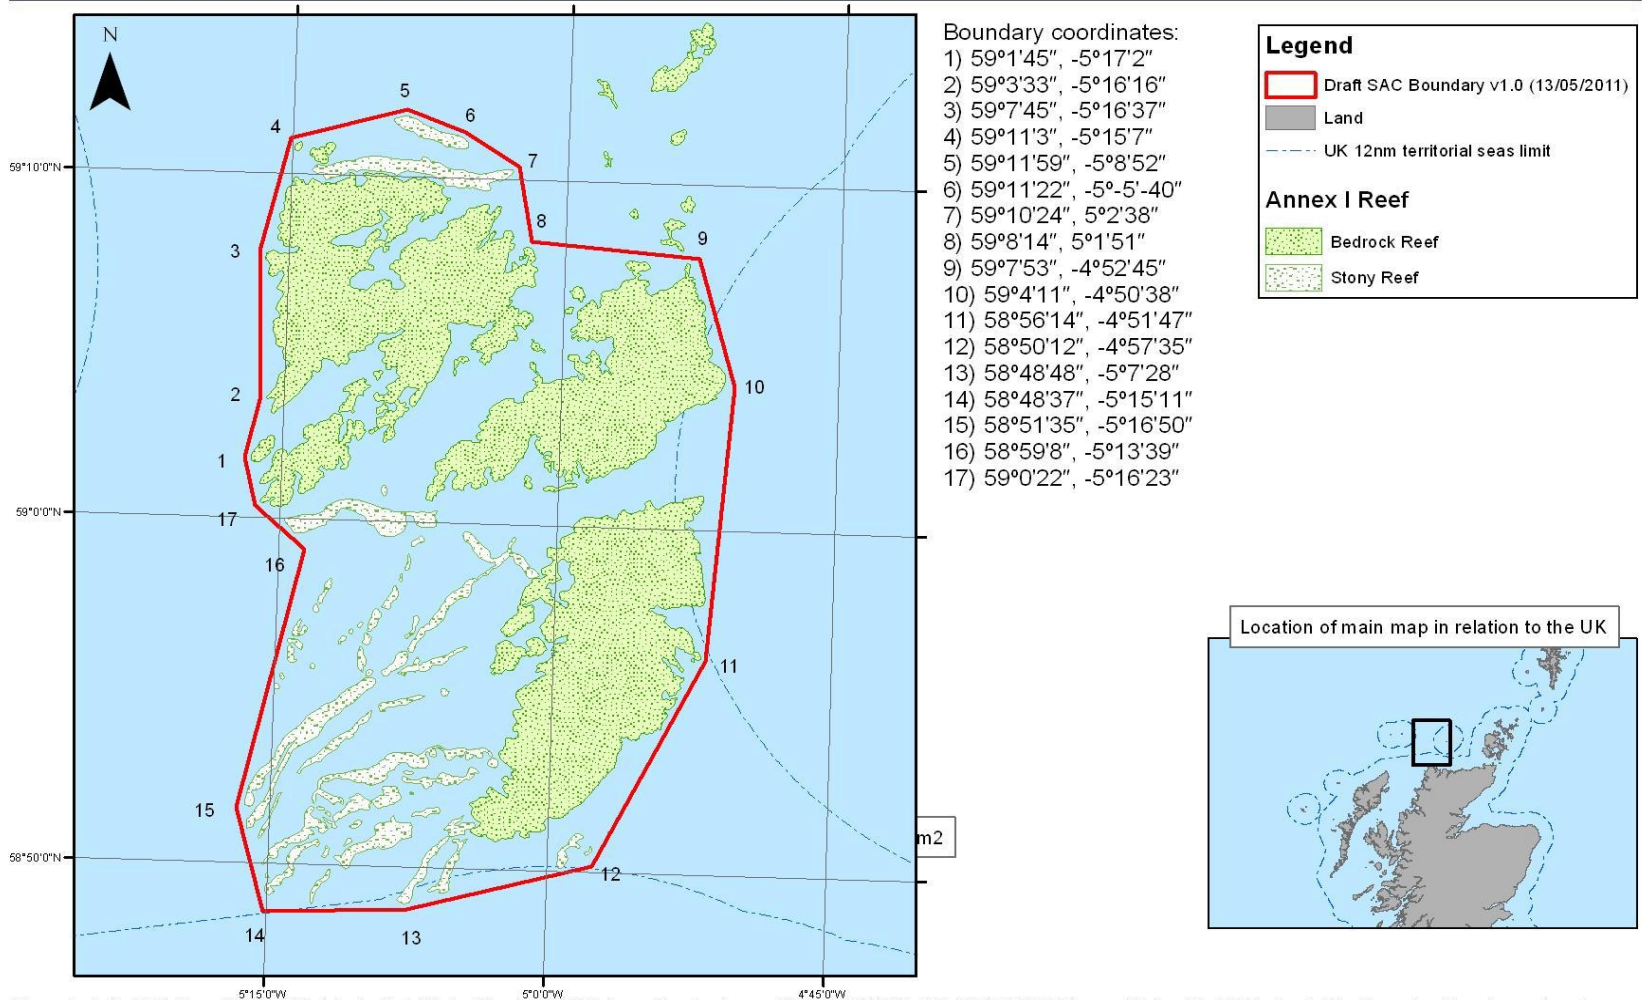 N
5
4
6
7
59°10'0"N
8
3
9
2
10
1
17
59°0'0"N
16
11
15
58°50'0"N
12
14
13
5°15'0"W
5°0'0"W
4°45'0"W
m2
Boundary coordinates:
1) 59º1'45", -5º17'2"
2) 59º3'33", -5º16'16"
3) 59º7'45", -5º16'37"
4) 59º11'3", -5º15'7"
5) 59º11'59", -5º8'52"
6) 59º11'22", -5º-5'-40"
7) 59º10'24", 5º2'38"
8) 59º8'14", 5º1'51"
9) 59º7'53", -4º52'45"
10) 59º4'11", -4º50'38"
11) 58º56'14", -4º51'47"
12) 58º50'12", -4º57'35"
13) 58º48'48", -5º7'28"
14) 58º48'37", -5º15'11"
15) 58º51'35", -5º16'50"
16) 58º59'8", -5º13'39"
17) 59º0'22", -5º16'23"
Legend
Draft SAC Boundary v1.0 (13/05/2011)
Land
UK 12nm territorial seas limit
Annex I Reef
Bedrock Reef
Stony Reef
Location of main map in relation to the UK